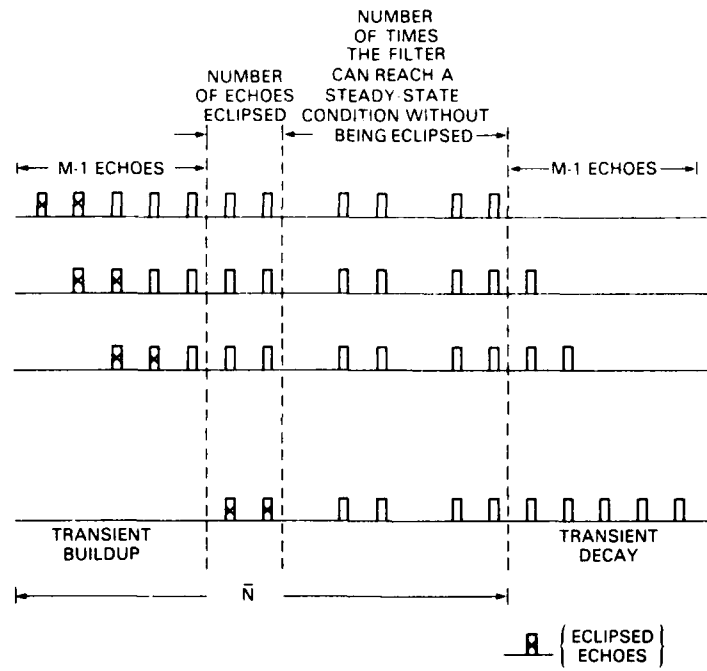 NUMBER
OF TIMES
THE FILTER
CAN REACH A
STEADY-STATE
CONDITION WITHOUT
BEING ECLIPSED
NUMBER
OF ECHOES
ECLIPSED
M-1 ECHOES
M-1 ECHOES
TRANSIENT
BUILDUP
TRANSIENT
DECAY
N̄
ECLIPSED
ECHOES